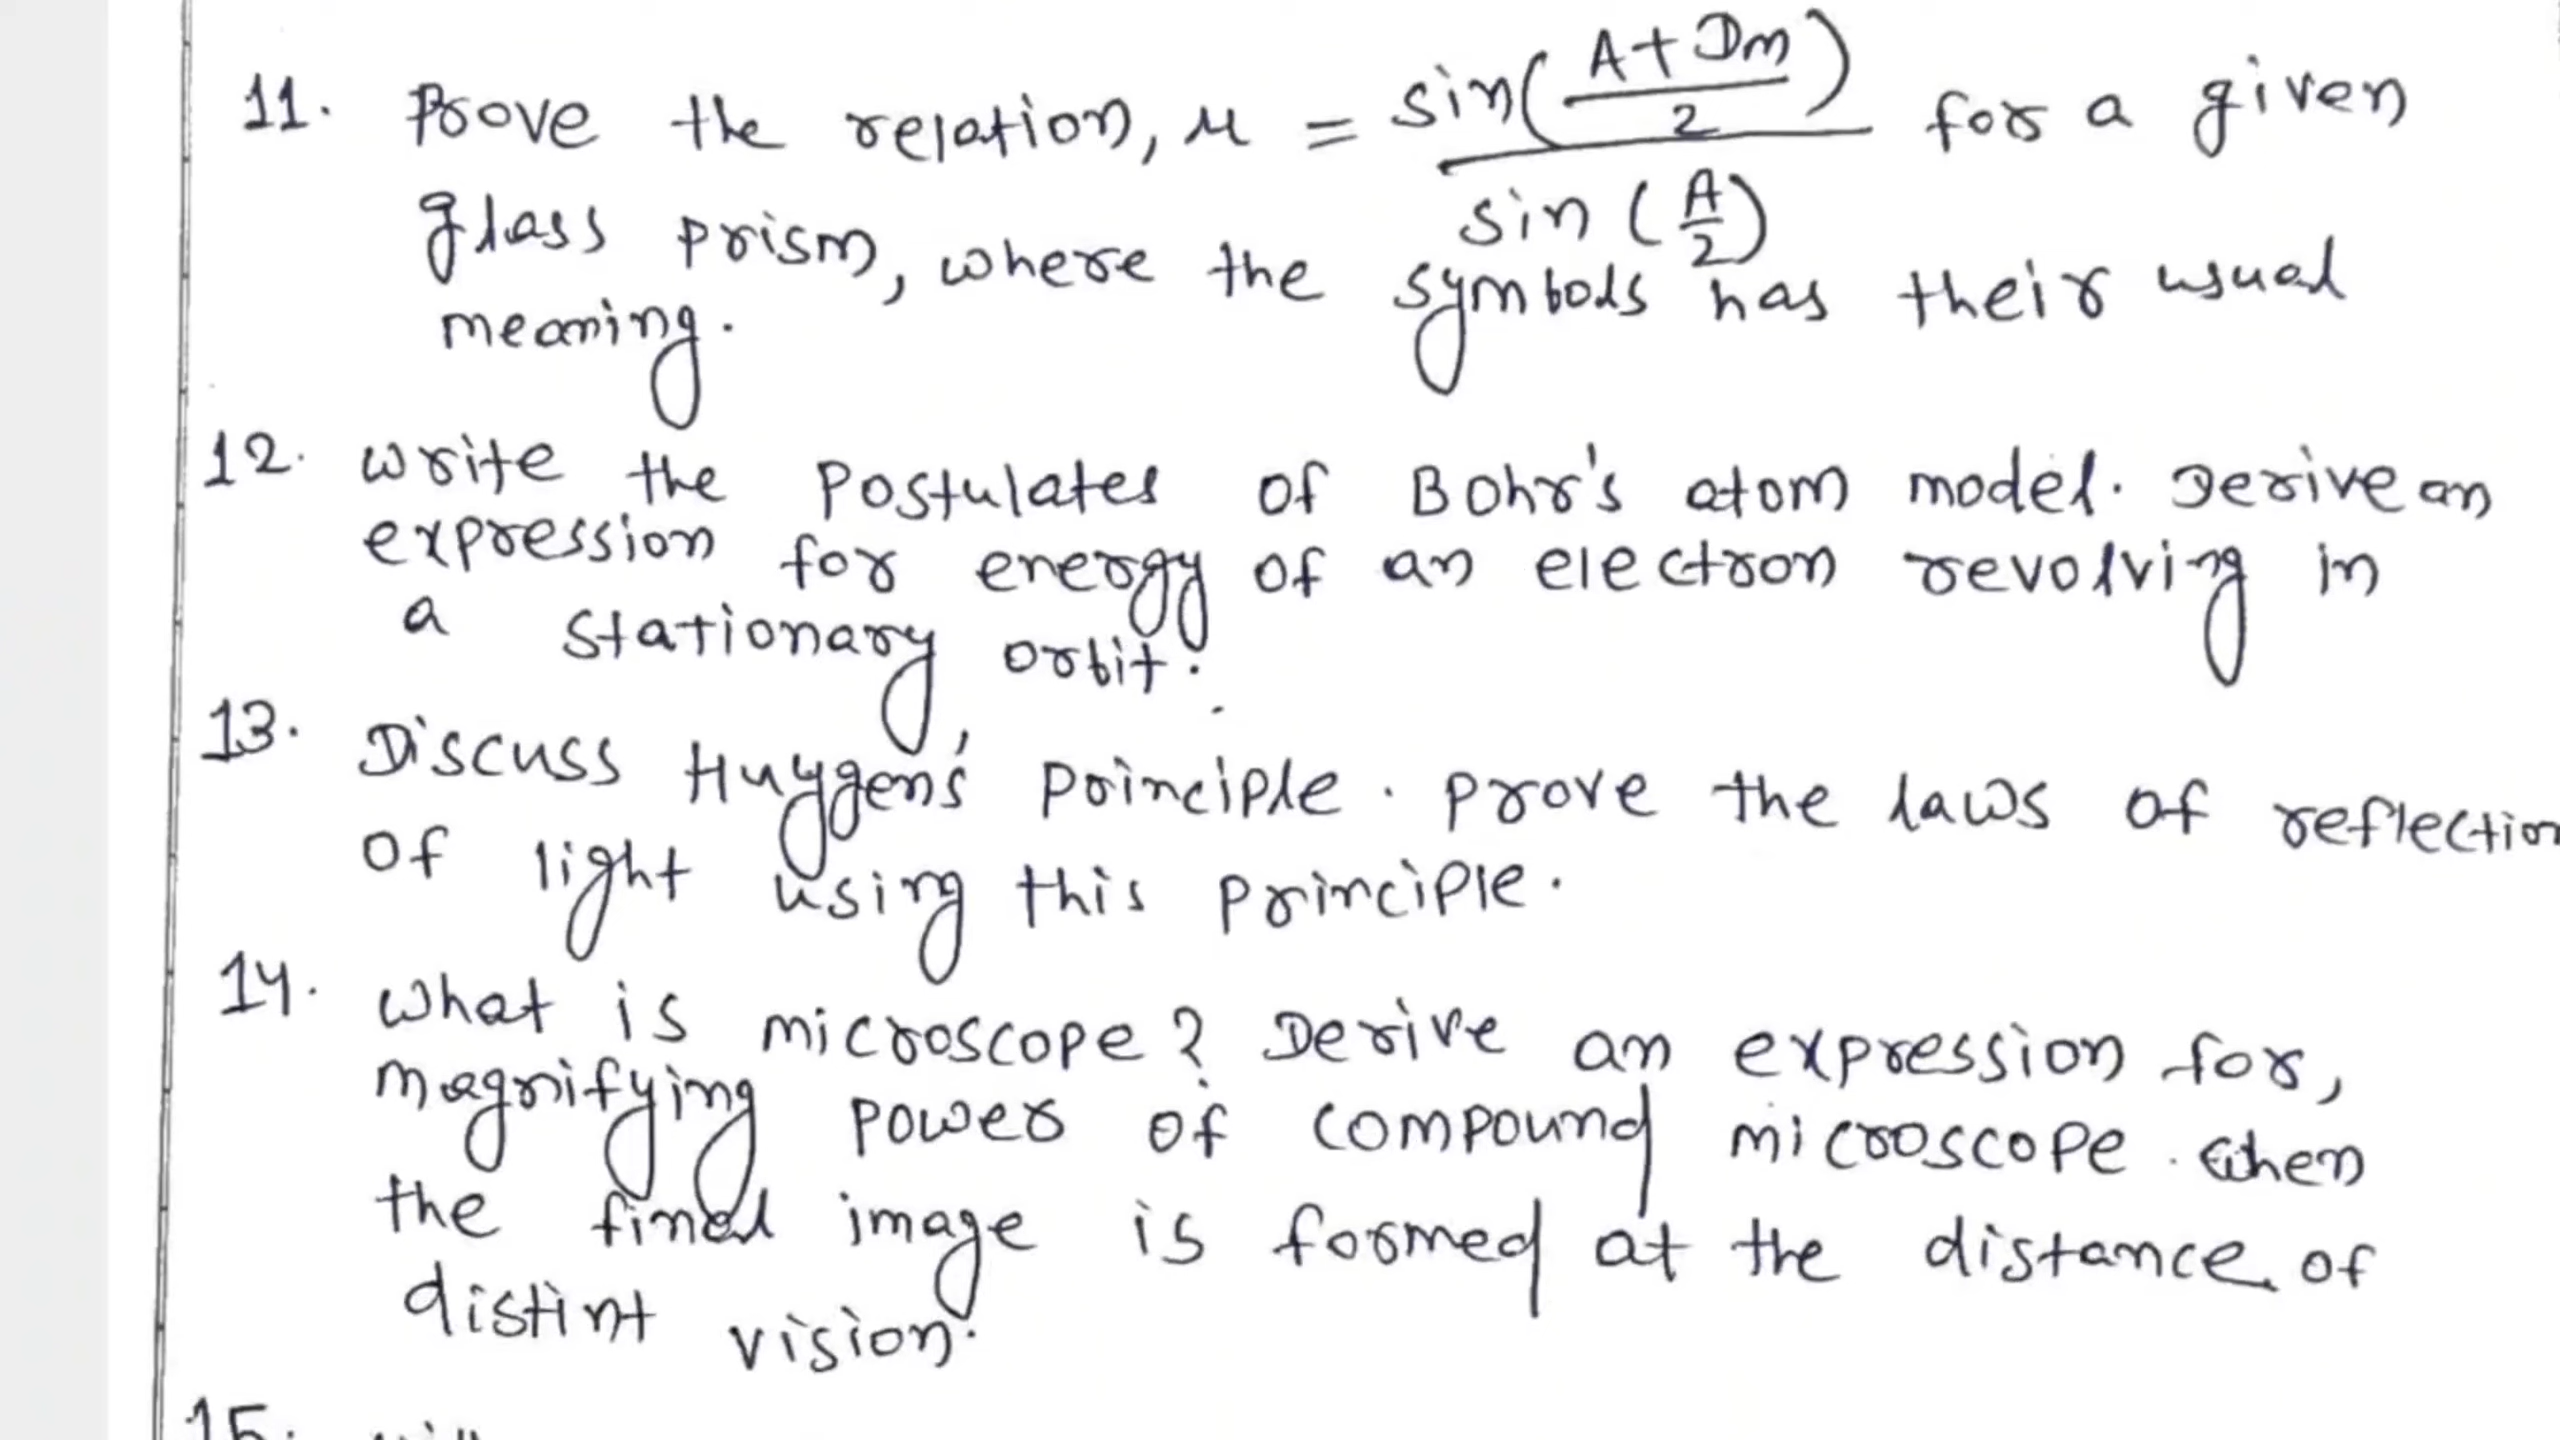 11. Prove the relation, μ = sin((A+Dm)/2) / sin(A/2) for a given
glass prism, where the symbols has their usual
meaning.
12. Write the Postulates of Bohr's atom model. Derive an
expression for energy of an electron revolving in
a stationary orbit.
13. Discuss Huygens' principle. prove the laws of reflection
of light using this principle.
14. What is microscope? Derive an expression for,
magnifying power of compound microscope when
the final image is formed at the distance of
distint vision.
15.